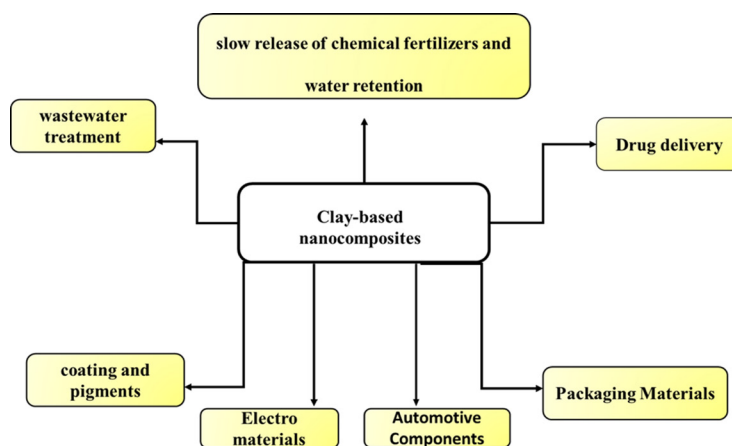 slow release of chemical fertilizers and
water retention
wastewater
treatment
Drug delivery
Clay-based
nanocomposites
coating and
pigments
Packaging Materials
Electro
materials
Automotive
Components